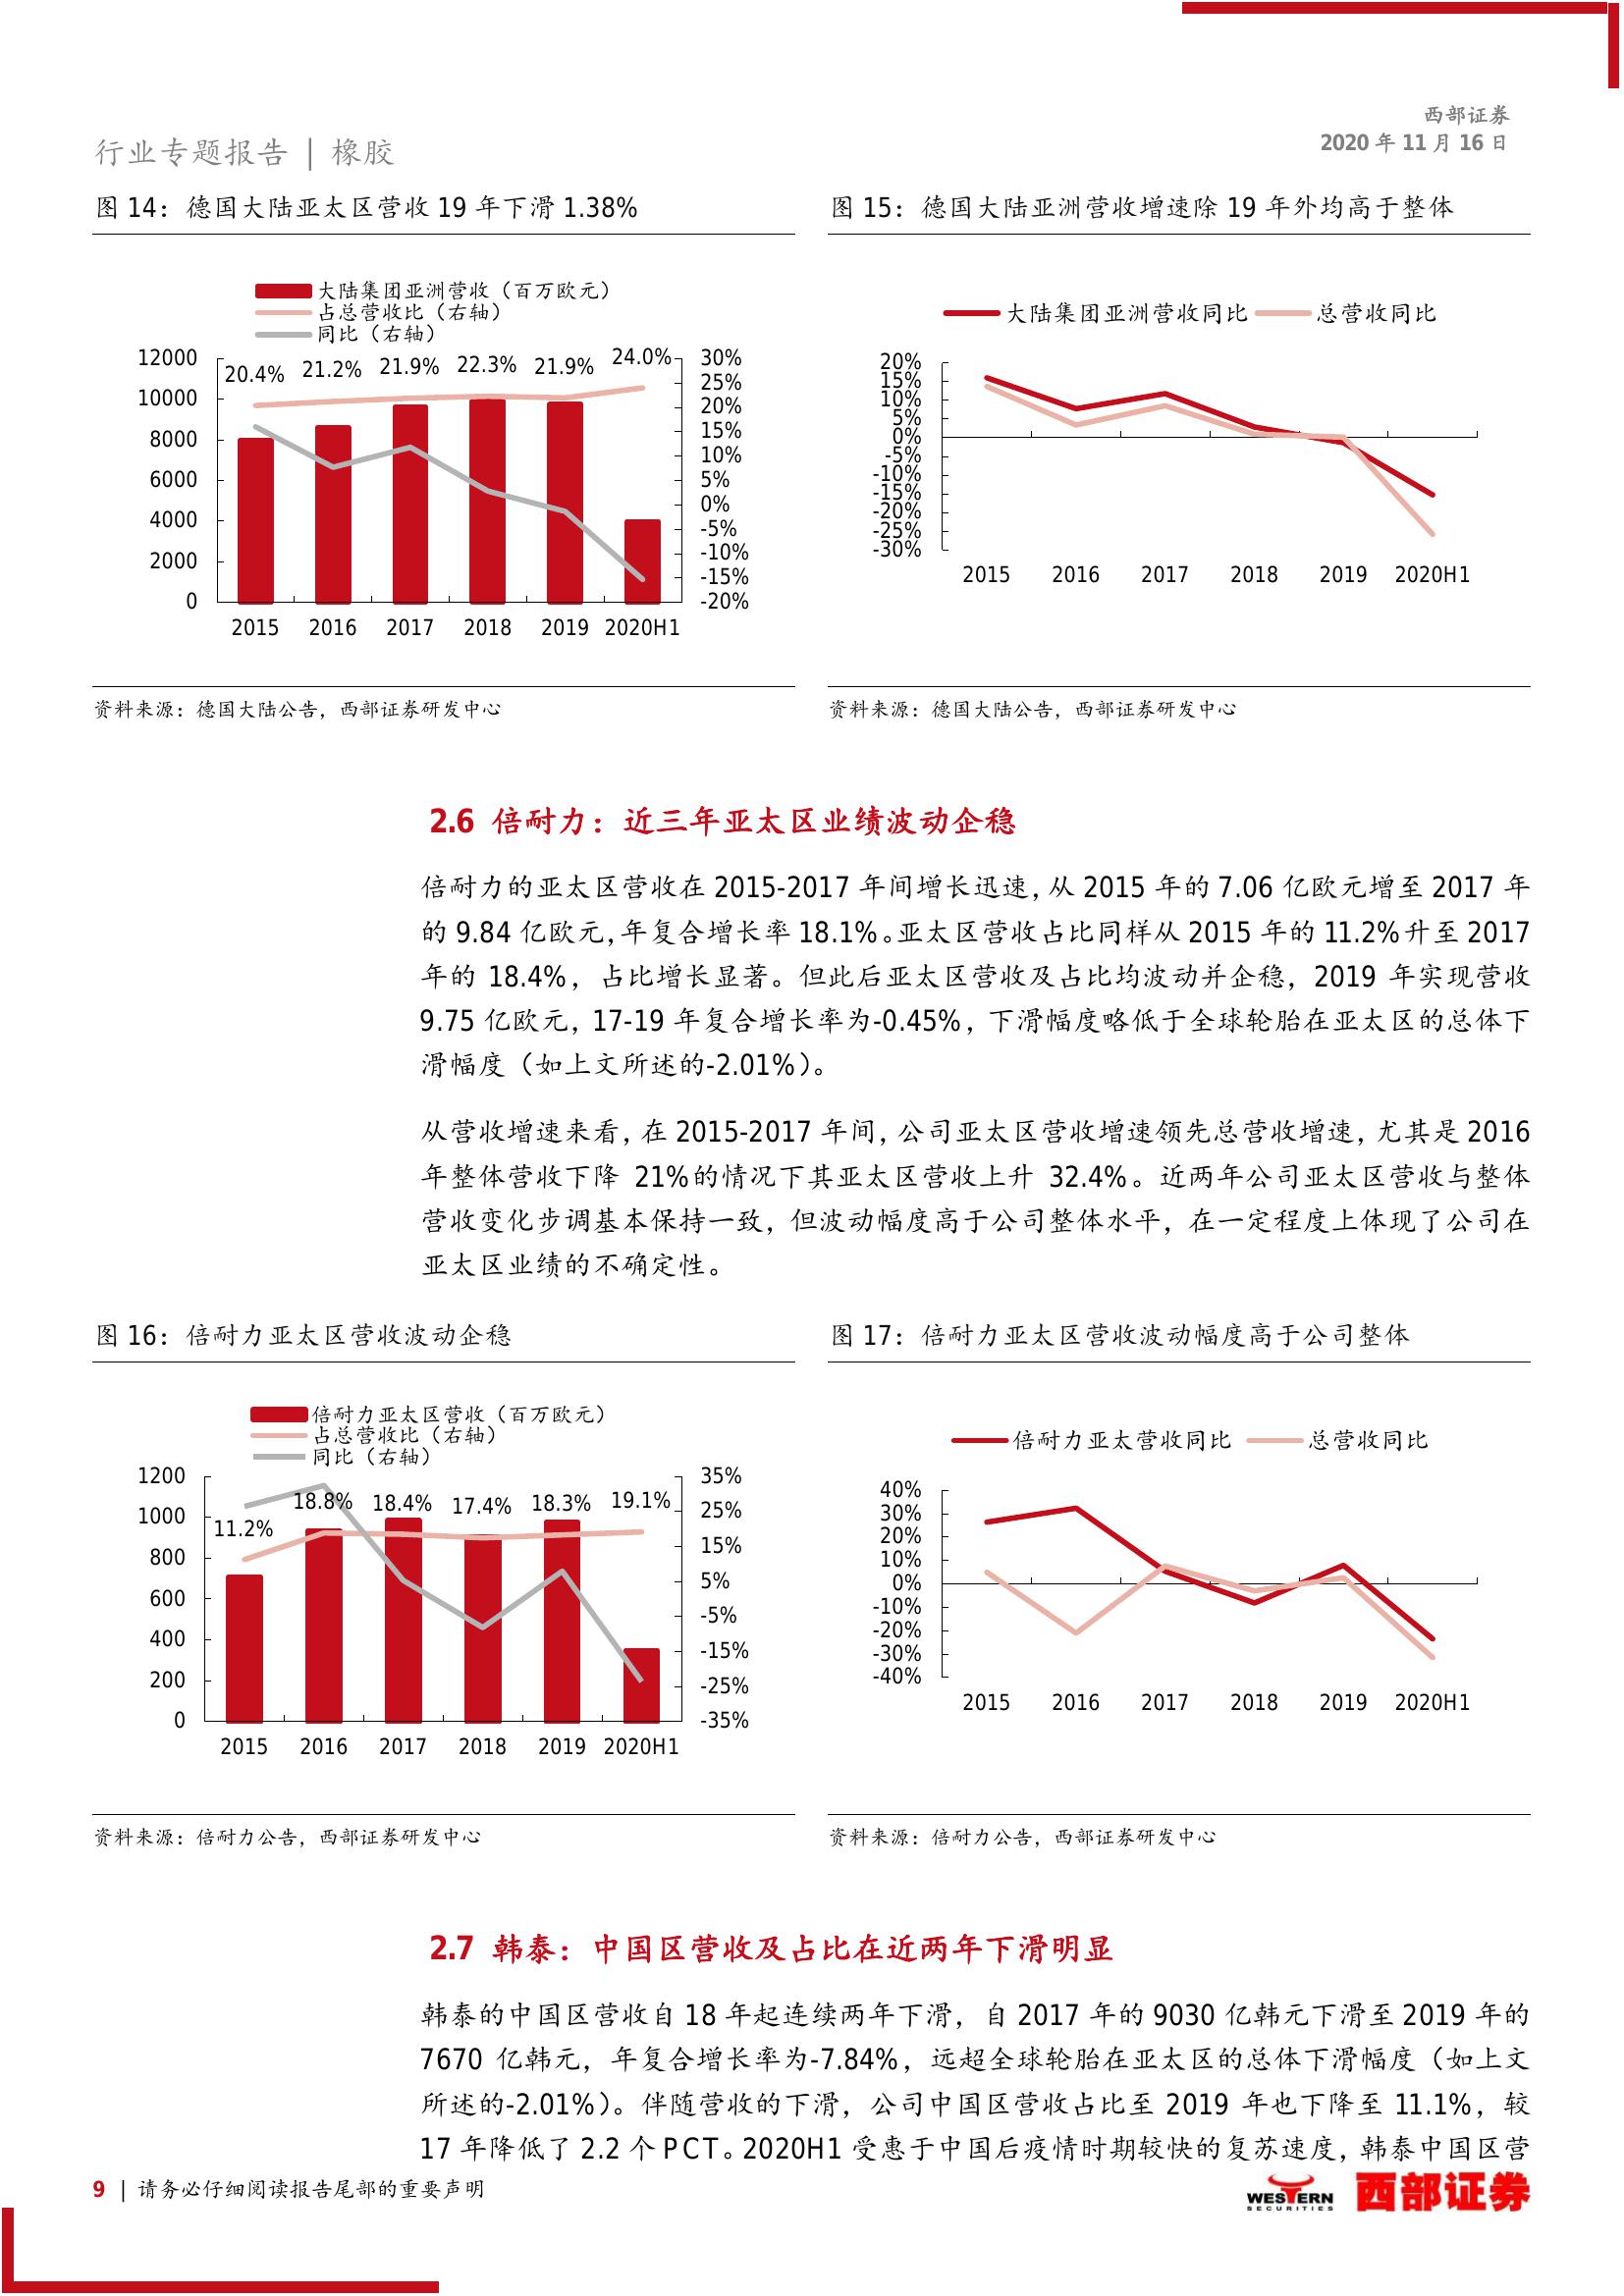 西部证券
2020 年 11 月 16 日
行业专题报告 | 橡胶
图 14：德国大陆亚太区营收 19 年下滑 1.38%
大陆集团亚洲营收（百万欧元）
占总营收比（右轴）
同比（右轴）
20.4% 21.2% 21.9% 22.3% 21.9% 24.0%
12000
10000
8000
6000
4000
2000
0
30%
25%
20%
15%
10%
5%
0%
-5%
-10%
-15%
-20%
2015 2016 2017 2018 2019 2020H1
资料来源：德国大陆公告，西部证券研发中心
图 15：德国大陆亚洲营收增速除 19 年外均高于整体
大陆集团亚洲营收同比 总营收同比
20%
15%
10%
5%
0%
-5%
-10%
-15%
-20%
-25%
-30%
2015 2016 2017 2018 2019 2020H1
资料来源：德国大陆公告，西部证券研发中心
2.6 倍耐力：近三年亚太区业绩波动企稳
倍耐力的亚太区营收在 2015-2017 年间增长迅速，从 2015 年的 7.06 亿欧元增至 2017 年
的 9.84 亿欧元，年复合增长率 18.1%。亚太区营收占比同样从 2015 年的 11.2%升至 2017
年的 18.4%，占比增长显著。但此后亚太区营收及占比均波动并企稳，2019 年实现营收
9.75 亿欧元，17-19 年复合增长率为-0.45%，下滑幅度略低于全球轮胎在亚太区的总体下
滑幅度（如上文所述的-2.01%）。
从营收增速来看，在 2015-2017 年间，公司亚太区营收增速领先总营收增速，尤其是 2016
年整体营收下降 21%的情况下其亚太区营收上升 32.4%。近两年公司亚太区营收与整体
营收变化步调基本保持一致，但波动幅度高于公司整体水平，在一定程度上体现了公司在
亚太区业绩的不确定性。
图 16：倍耐力亚太区营收波动企稳
倍耐力亚太区营收（百万欧元）
占总营收比（右轴）
同比（右轴）
11.2% 18.8% 18.4% 17.4% 18.3% 19.1%
1200
1000
800
600
400
200
0
35%
25%
15%
5%
-5%
-15%
-25%
-35%
2015 2016 2017 2018 2019 2020H1
资料来源：倍耐力公告，西部证券研发中心
图 17：倍耐力亚太区营收波动幅度高于公司整体
倍耐力亚太营收同比 总营收同比
40%
30%
20%
10%
0%
-10%
-20%
-30%
-40%
2015 2016 2017 2018 2019 2020H1
资料来源：倍耐力公告，西部证券研发中心
2.7 韩泰：中国区营收及占比在近两年下滑明显
韩泰的中国区营收自 18 年起连续两年下滑，自 2017 年的 9030 亿韩元下滑至 2019 年的
7670 亿韩元，年复合增长率为-7.84%，远超全球轮胎在亚太区的总体下滑幅度（如上文
所述的-2.01%）。伴随营收的下滑，公司中国区营收占比至 2019 年也下降至 11.1%，较
17 年降低了 2.2 个 PCT。2020H1 受惠于中国后疫情时期较快的复苏速度，韩泰中国区营
9 | 请务必仔细阅读报告尾部的重要声明
WESTERN
SECURITIES
西部证券